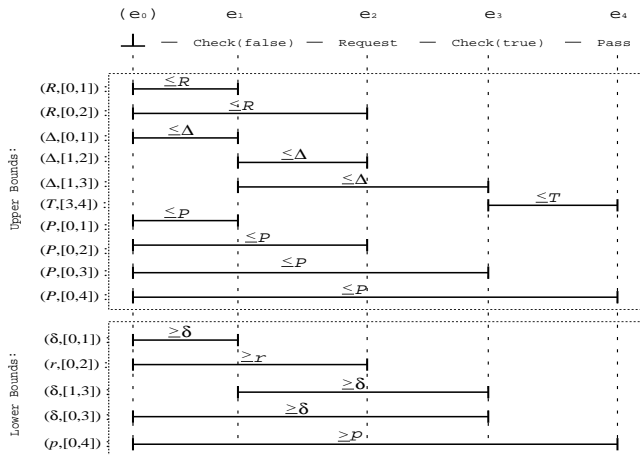 (e₀) e₁ e₂ e₃ e₄
⊥ — Check(false) — Request — Check(true) — Pass
Upper Bounds:
(R,[0,1]) : ≤R
(R,[0,2]) : ≤R
(Δ,[0,1]) : ≤Δ
(Δ,[1,2]) : ≤Δ
(Δ,[1,3]) : ≤Δ
(T,[3,4]) : ≤T
(P,[0,1]) : ≤P
(P,[0,2]) : ≤P
(P,[0,3]) : ≤P
(P,[0,4]) : ≤P
Lower Bounds:
(δ,[0,1]) : ≥δ
(r,[0,2]) : ≥r
(δ,[1,3]) : ≥δ
(δ,[0,3]) : ≥δ
(p,[0,4]) : ≥p